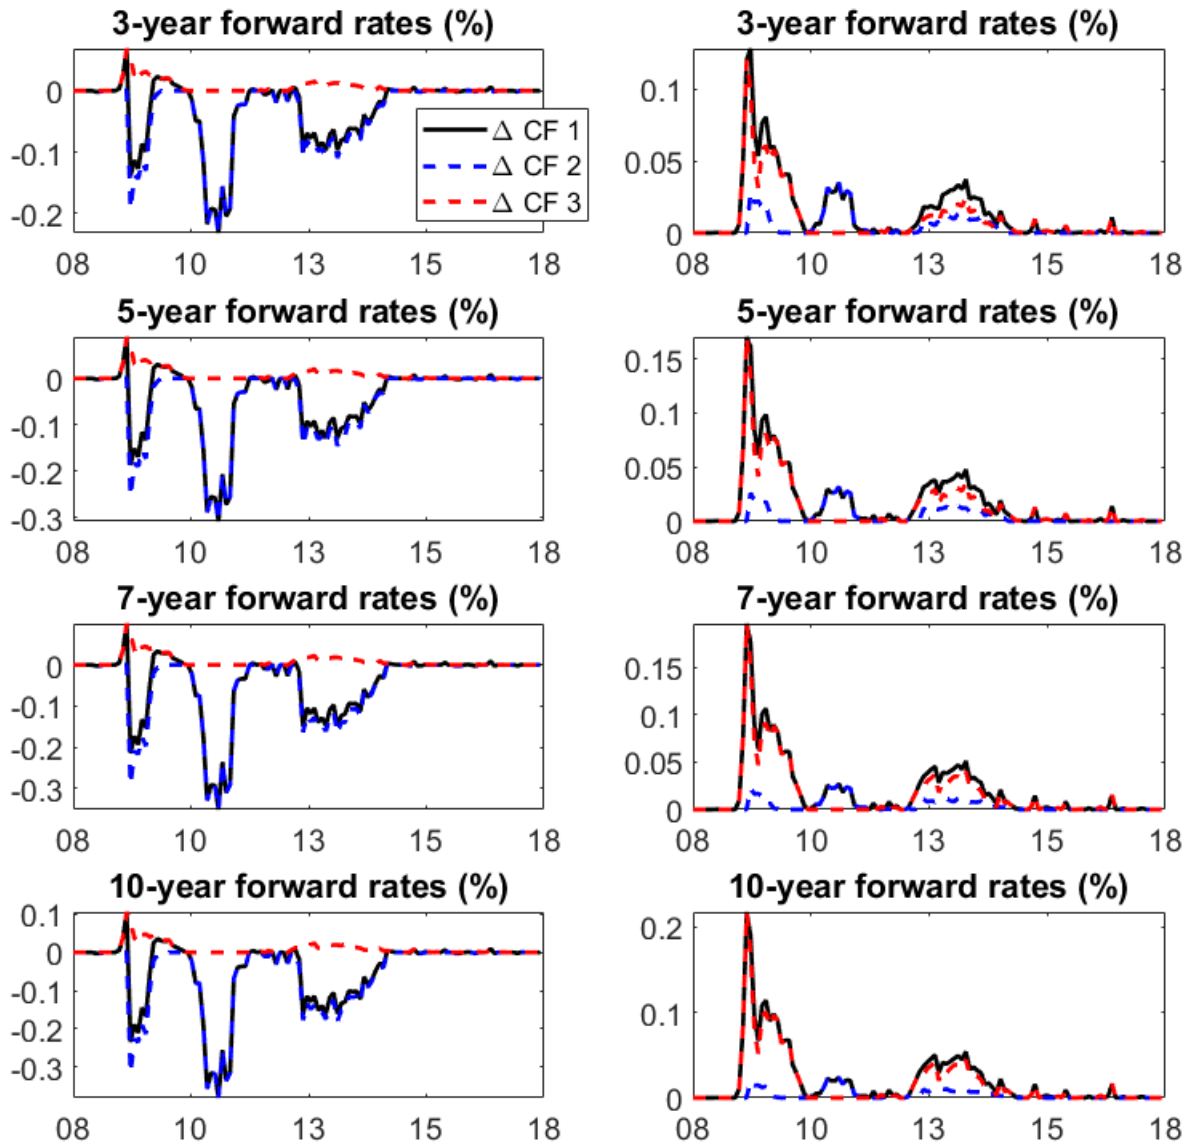 3-year forward rates (%)
0
-0.1
-0.2
08 10 13 15 18
Δ CF 1
Δ CF 2
Δ CF 3
3-year forward rates (%)
0.1
0.05
0
08 10 13 15 18
5-year forward rates (%)
0
-0.1
-0.2
-0.3
08 10 13 15 18
5-year forward rates (%)
0.15
0.1
0.05
0
08 10 13 15 18
7-year forward rates (%)
0
-0.1
-0.2
-0.3
08 10 13 15 18
7-year forward rates (%)
0.15
0.1
0.05
0
08 10 13 15 18
10-year forward rates (%)
0.1
0
-0.1
-0.2
-0.3
08 10 13 15 18
10-year forward rates (%)
0.2
0.1
0
08 10 13 15 18